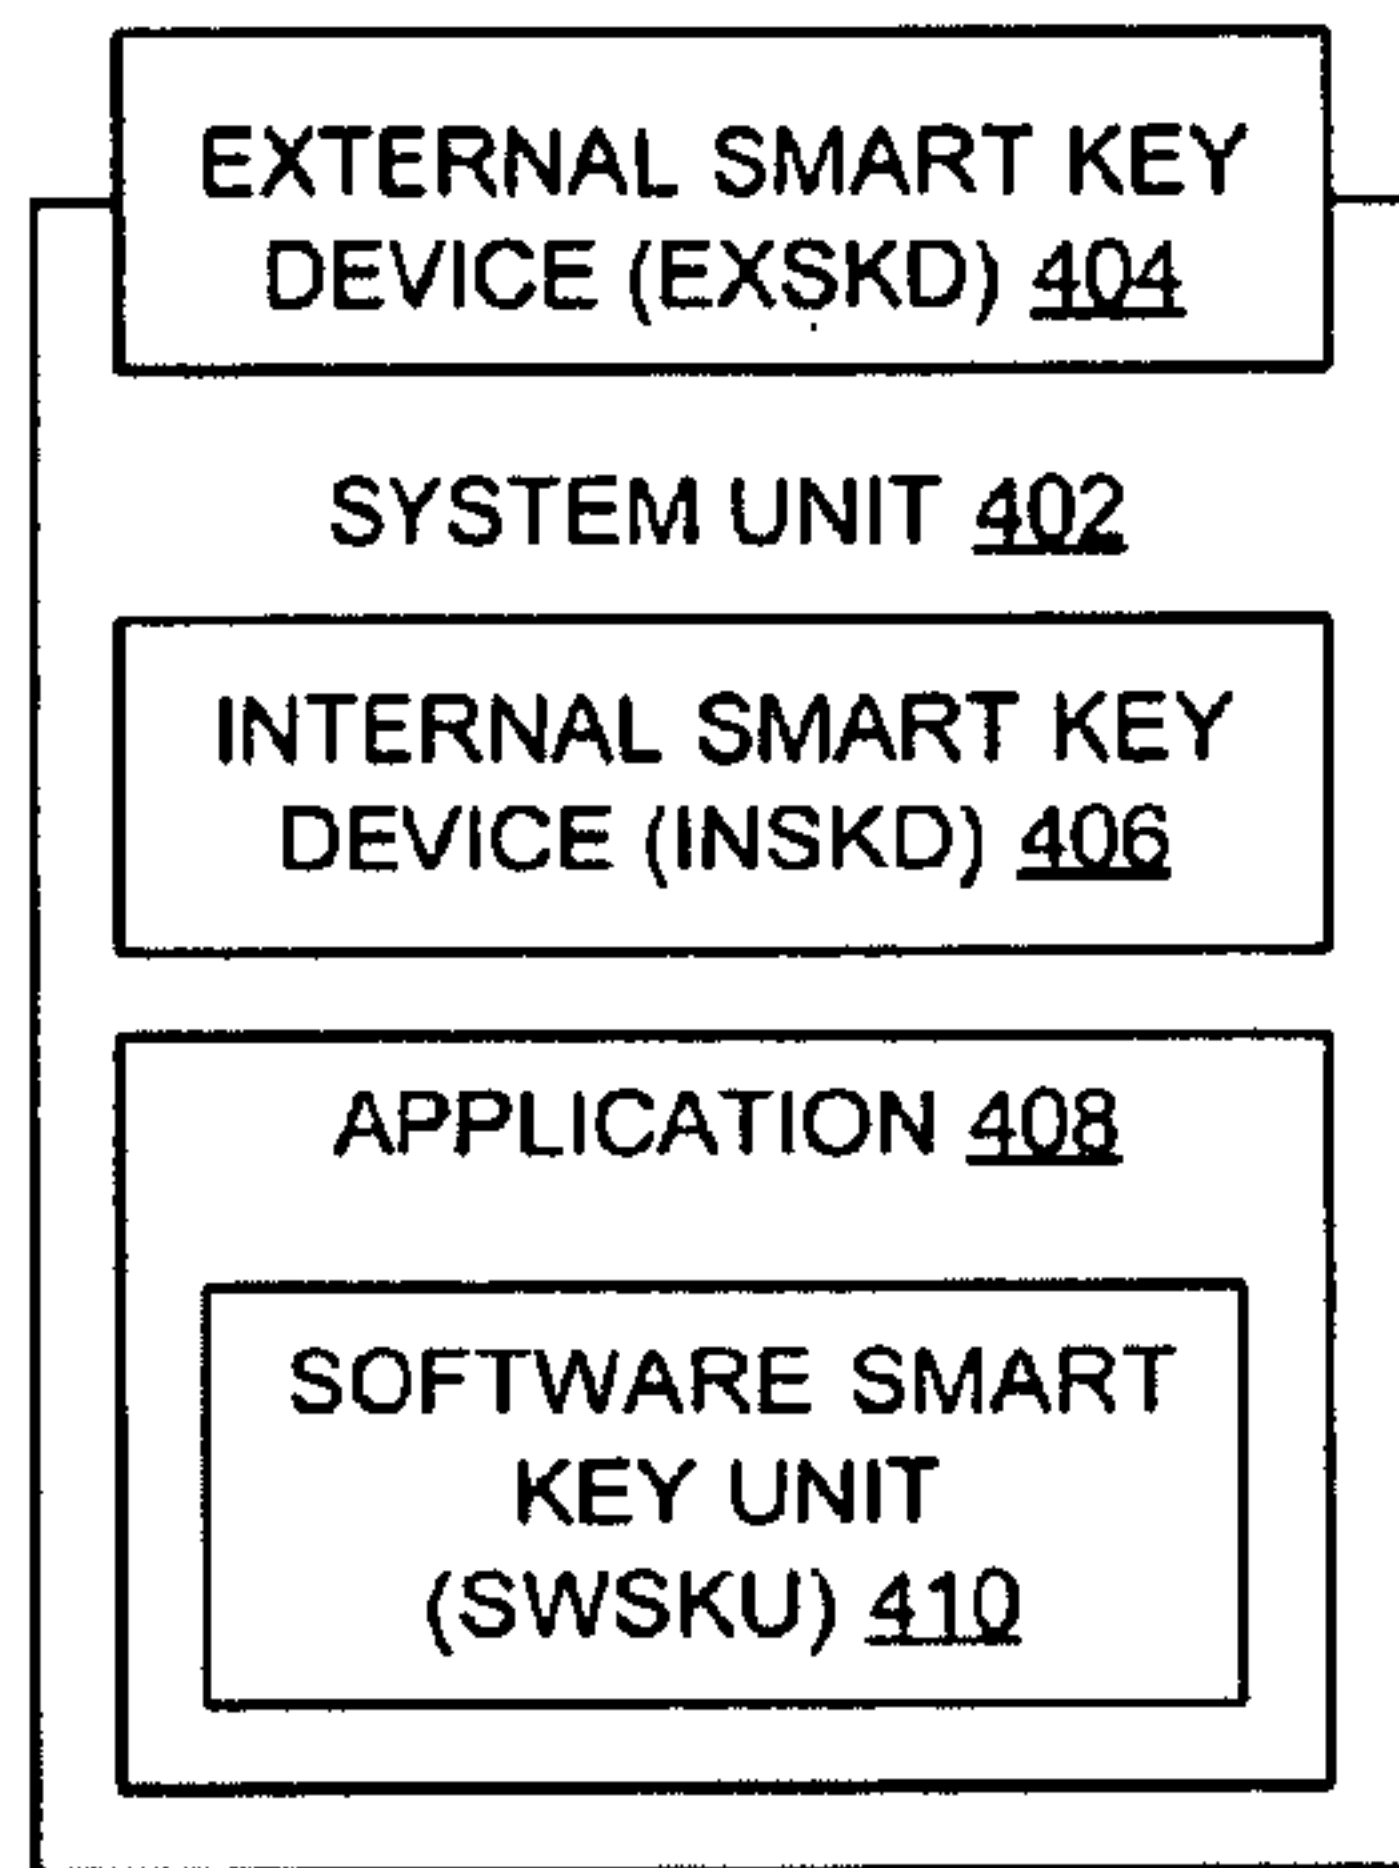 EXTERNAL SMART KEY
DEVICE (EXSKD) 404
SYSTEM UNIT 402
INTERNAL SMART KEY
DEVICE (INSKD) 406
APPLICATION 408
SOFTWARE SMART
KEY UNIT
(SWSKU) 410